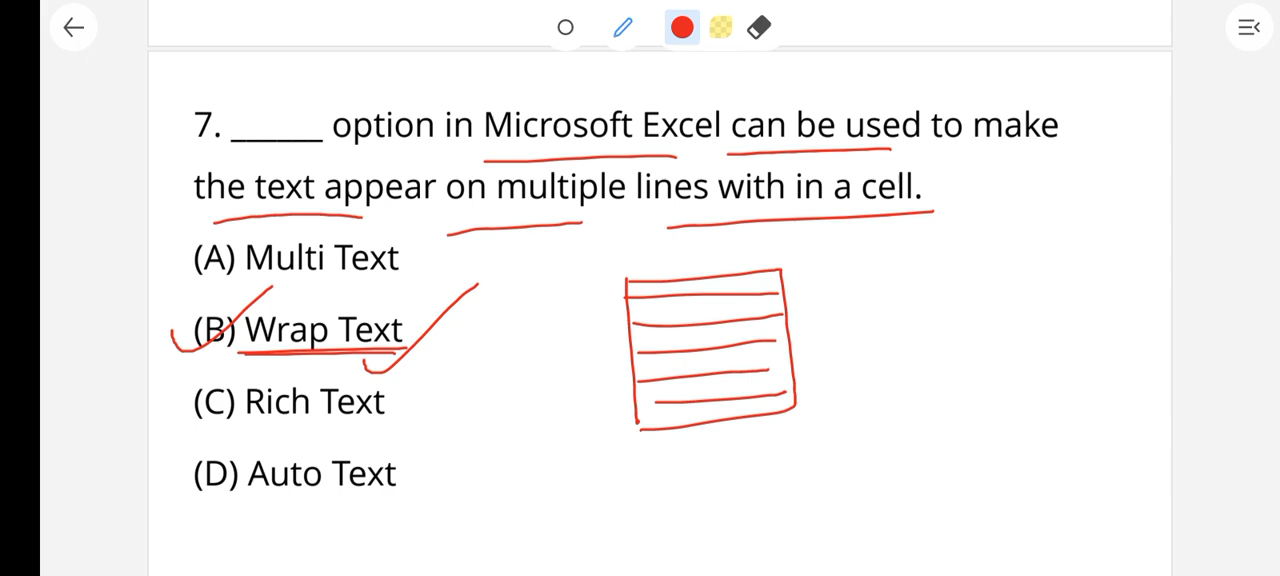 7. ______ option in Microsoft Excel can be used to make
the text appear on multiple lines with in a cell.
(A) Multi Text
(B) Wrap Text
(C) Rich Text
(D) Auto Text